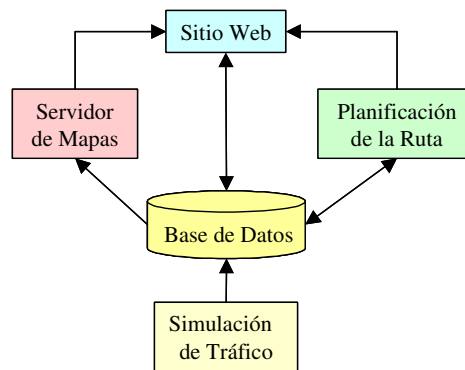 Sitio Web
Servidor
de Mapas
Planificación
de la Ruta
Base de Datos
Simulación
de Tráfico